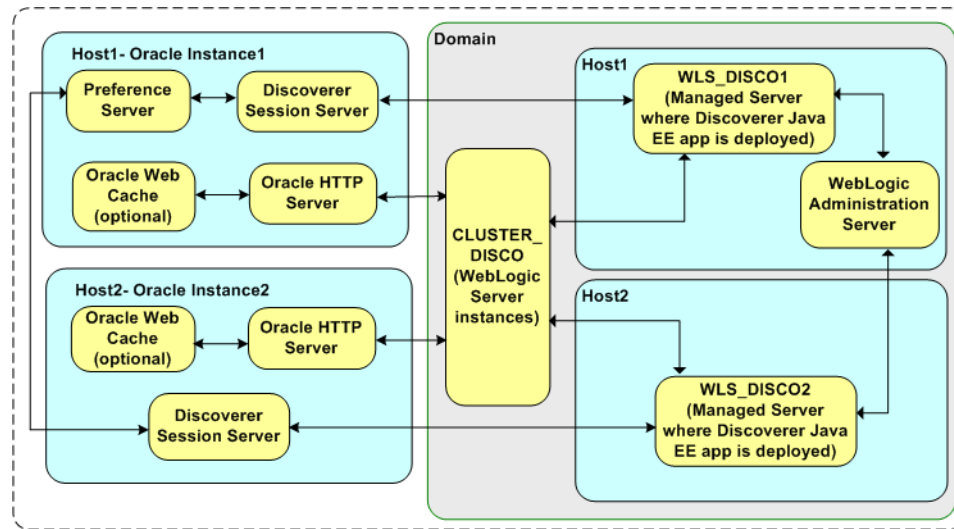 Host1- Oracle Instance1
Preference
Server
Discoverer
Session Server
Oracle Web
Cache
(optional)
Oracle HTTP
Server
Host2- Oracle Instance2
Oracle Web
Cache
(optional)
Oracle HTTP
Server
Discoverer
Session Server
Domain
CLUSTER_
DISCO
(WebLogic
Server
instances)
Host1
WLS_DISCO1
(Managed Server
where Discoverer Java
EE app is deployed)
WebLogic
Administration
Server
Host2
WLS_DISCO2
(Managed Server
where Discoverer Java
EE app is deployed)